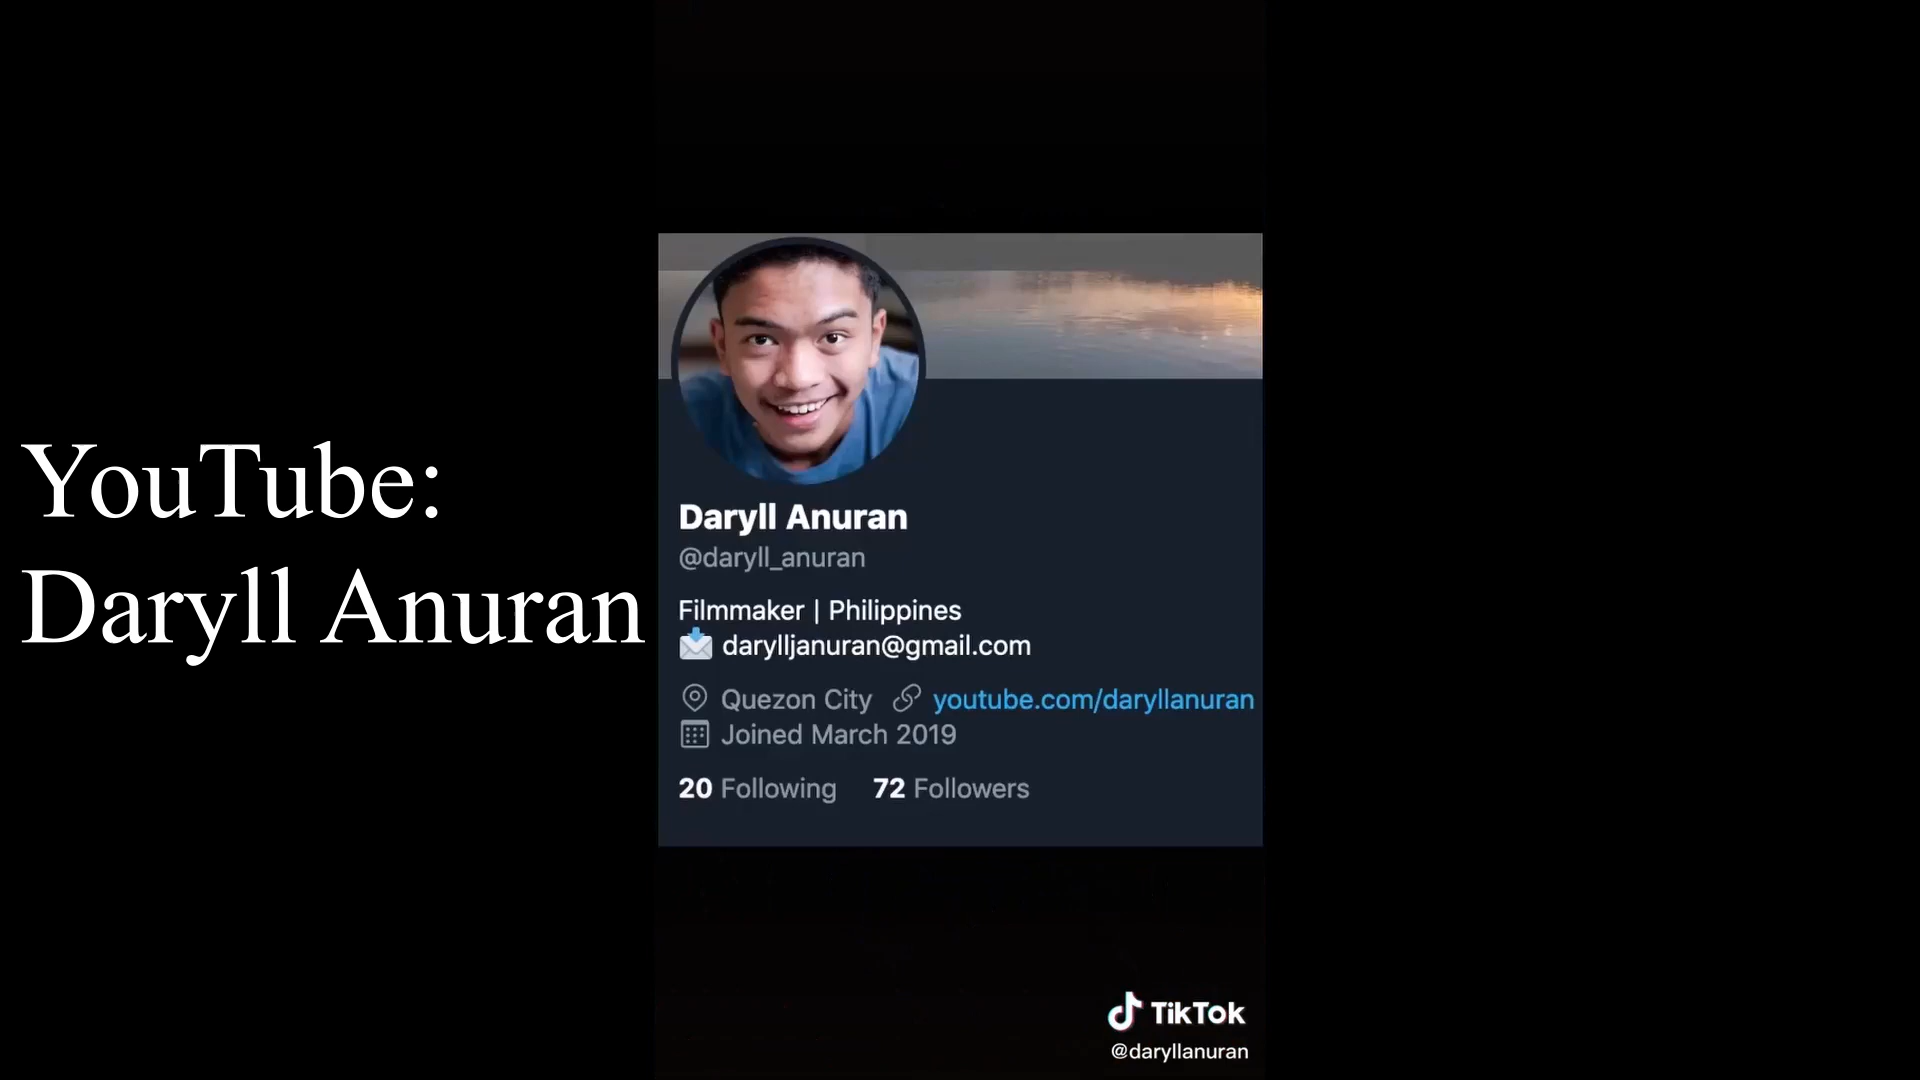 YouTube:
Daryll Anuran
Daryll Anuran
@daryll_anuran
Filmmaker | Philippines
darylljanuran@gmail.com
Quezon City youtube.com/daryllanuran
Joined March 2019
20 Following 72 Followers
TikTok
@daryllanuran